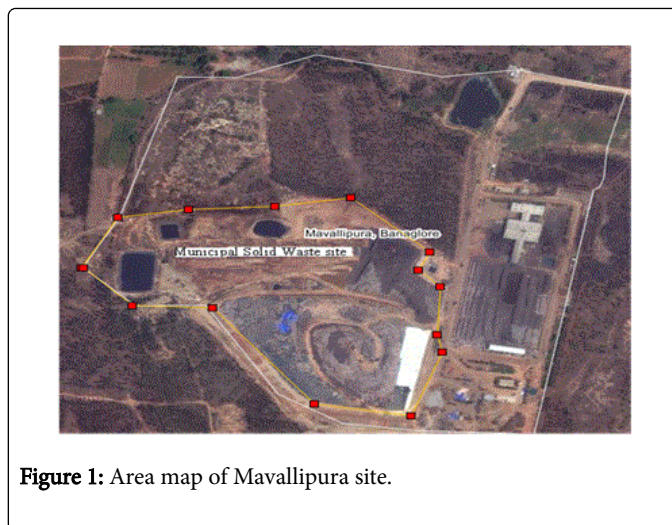 Mavallipura, Banaglore
Municipal Solid Waste site
Figure 1: Area map of Mavallipura site.